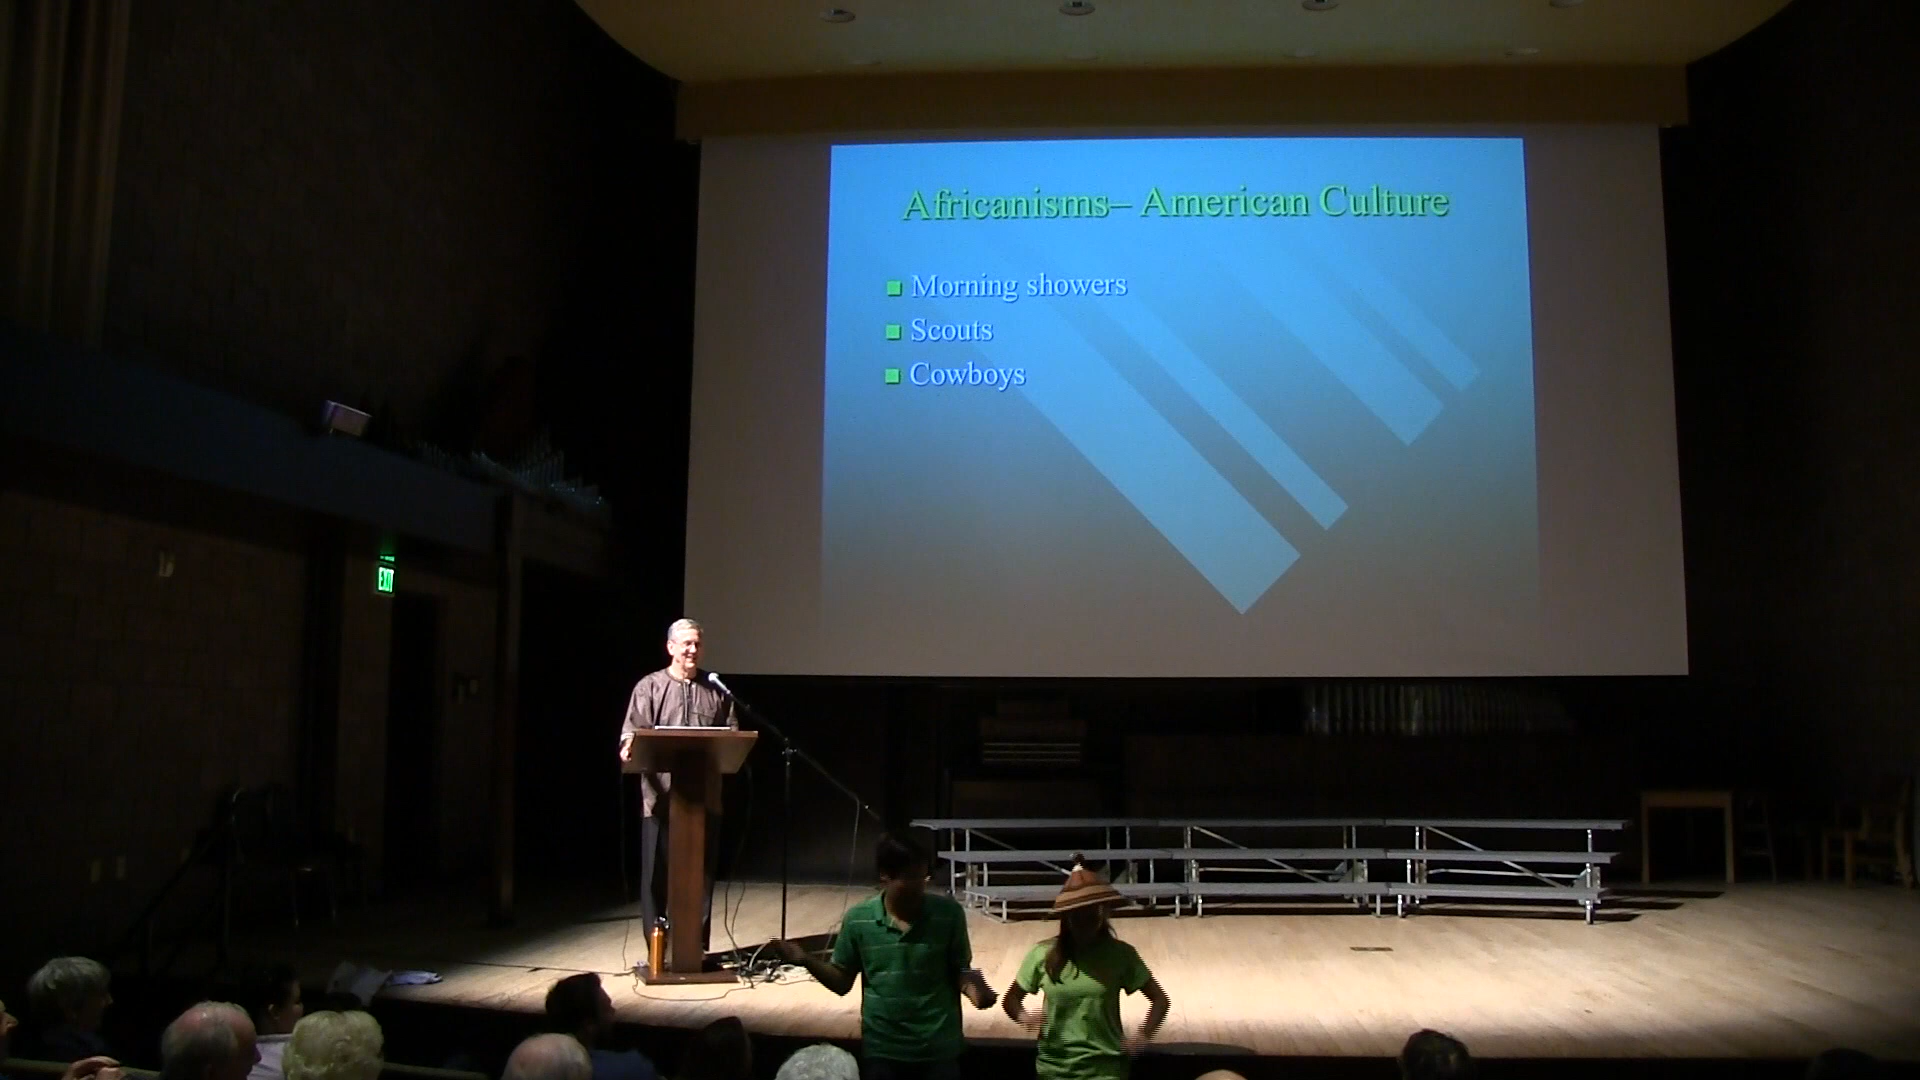 Africanisms– American Culture
Morning showers
Scouts
Cowboys
EXIT